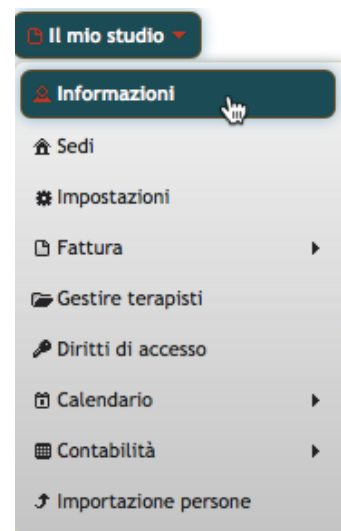 Il mio studio
Informazioni
Sedi
Impostazioni
Fattura
Gestire terapisti
Diritti di accesso
Calendario
Contabilità
Importazione persone